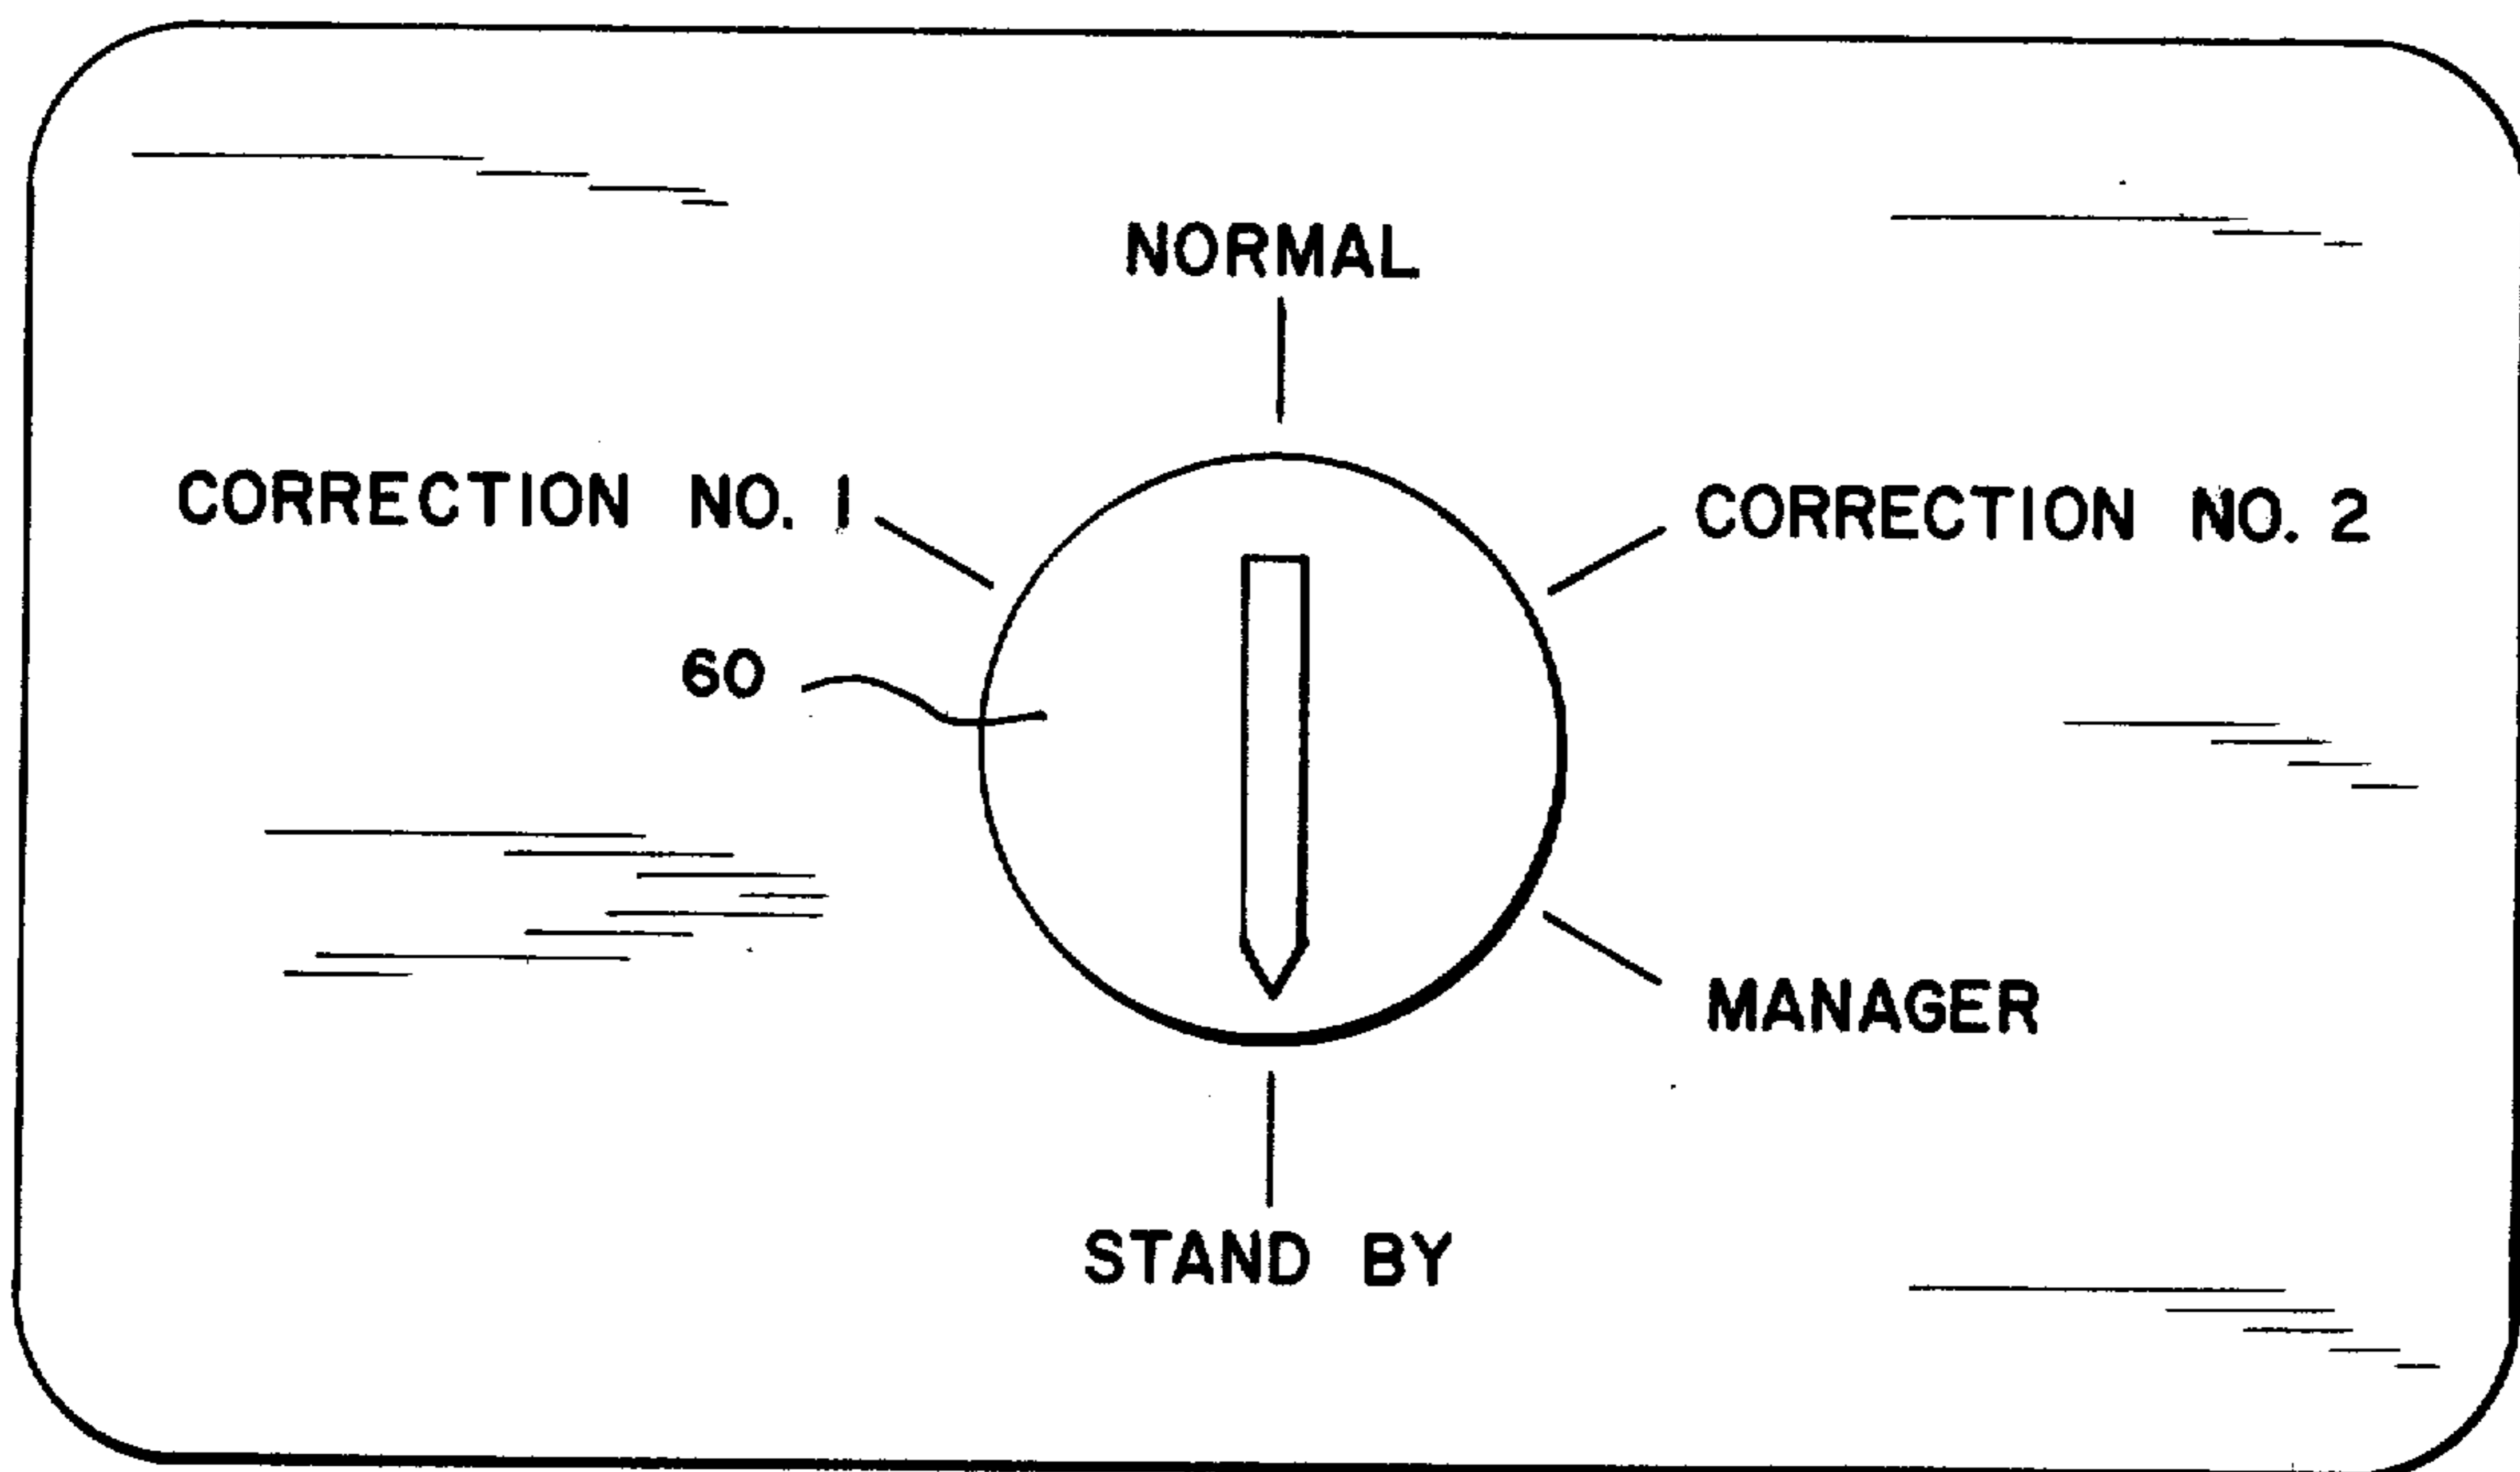 NORMAL
CORRECTION NO. 1
CORRECTION NO. 2
60
MANAGER
STAND BY